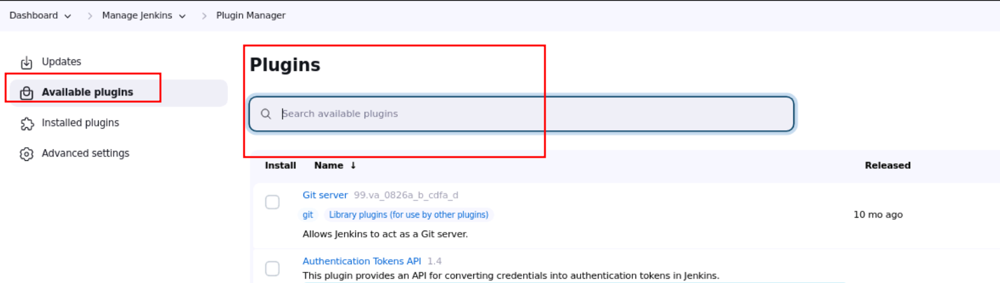 Dashboard Manage Jenkins Plugin Manager
Updates
Available plugins
Installed plugins
Advanced settings
Plugins
Search available plugins
Install Name ↓ Released
Git server 99.va_0826a_b_cdfa_d
git Library plugins (for use by other plugins)
10 mo ago
Allows Jenkins to act as a Git server.
Authentication Tokens API 1.4
This plugin provides an API for converting credentials into authentication tokens in Jenkins.